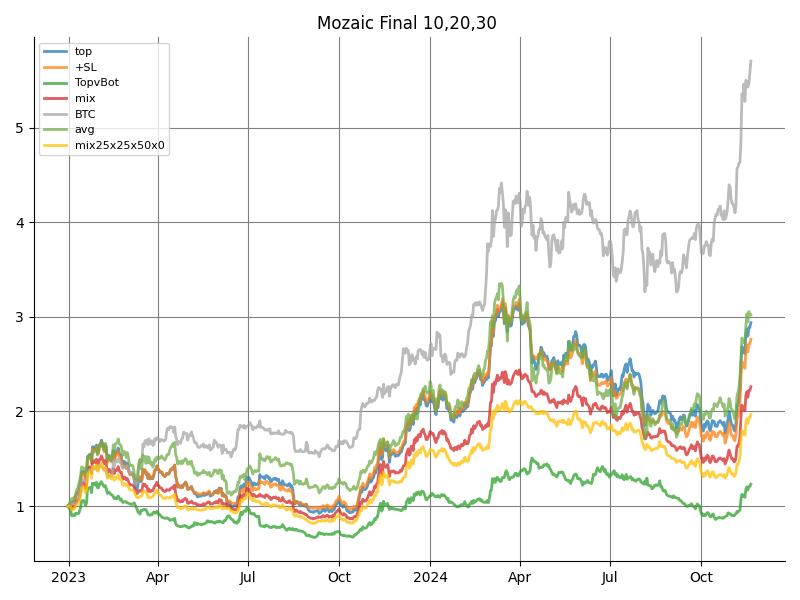 Mozaic Final 10,20,30
top
+SL
TopvBot
mix
BTC
avg
mix25x25x50x0
5
4
3
2
1
2023 Apr Jul Oct 2024 Apr Jul Oct